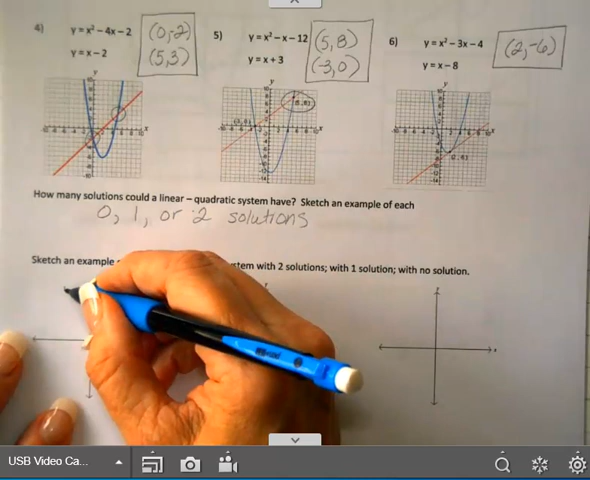 4) y = x² – 4x – 2 (0,-2)
y = x – 2 (5,3)
5) y = x² – x – 12 (5,8)
y = x + 3 (-3,0)
6) y = x² – 3x – 4 (2,-6)
y = x – 8
How many solutions could a linear – quadratic system have? Sketch an example of each
0, 1, or 2 solutions
Sketch an example
tem with 2 solutions; with 1 solution; with no solution.
USB Video Ca...